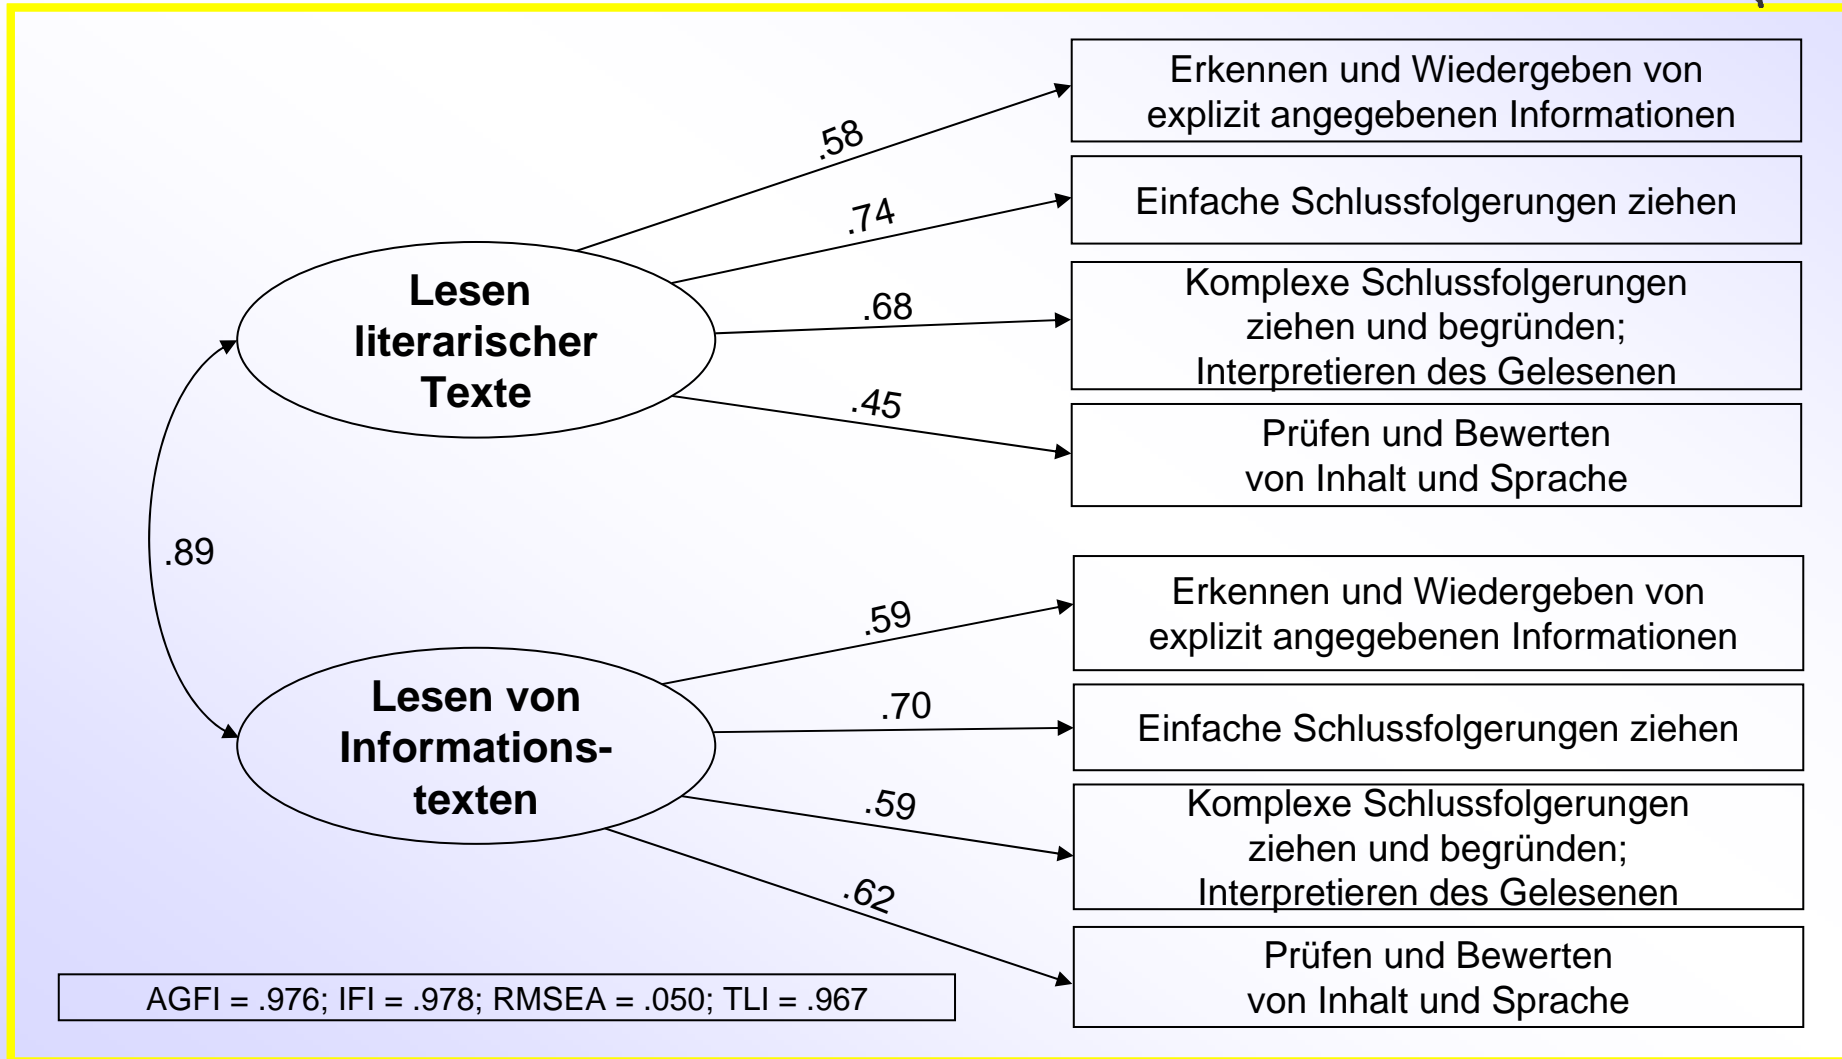 Erkennen und Wiedergeben von
explizit angegebenen Informationen
.58
Einfache Schlussfolgerungen ziehen
.74
Lesen
literarischer
Texte
.68
Komplexe Schlussfolgerungen
ziehen und begründen;
Interpretieren des Gelesenen
.45
Prüfen und Bewerten
von Inhalt und Sprache
.89
Erkennen und Wiedergeben von
explizit angegebenen Informationen
.59
Lesen von
Informations-
texten
.70
Einfache Schlussfolgerungen ziehen
.59
Komplexe Schlussfolgerungen
ziehen und begründen;
Interpretieren des Gelesenen
.62
Prüfen und Bewerten
von Inhalt und Sprache
AGFI = .976; IFI = .978; RMSEA = .050; TLI = .967